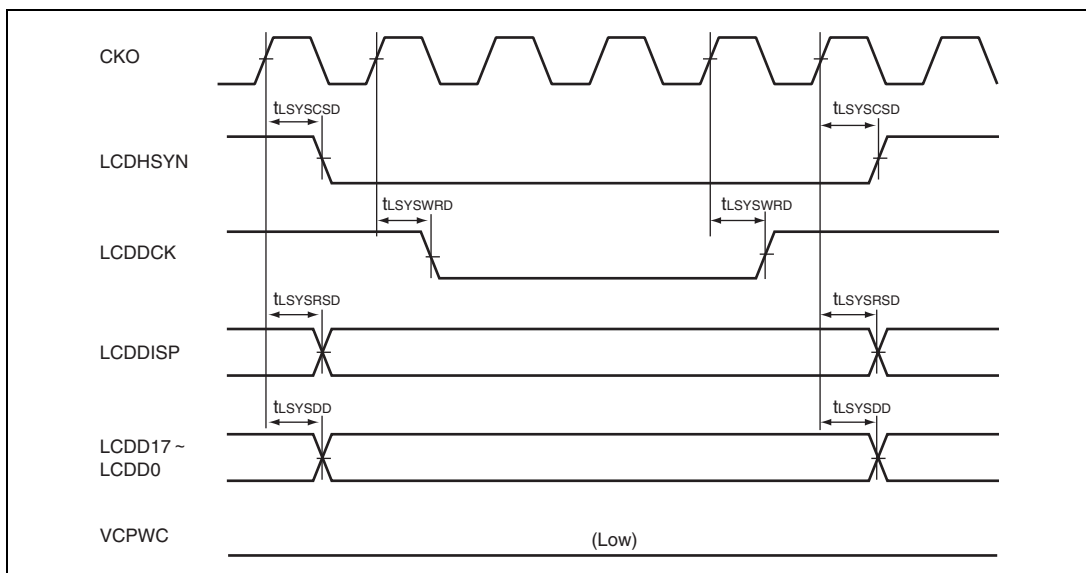 CKO
tLSYSCSD tLSYSCSD
LCDHSYN
tLSYSWRD tLSYSWRD
LCDDCK
tLSYSRSD tLSYSRSD
LCDDISP
tLSYSDD tLSYSDD
LCDD17 ~
LCDD0
VCPWC (Low)